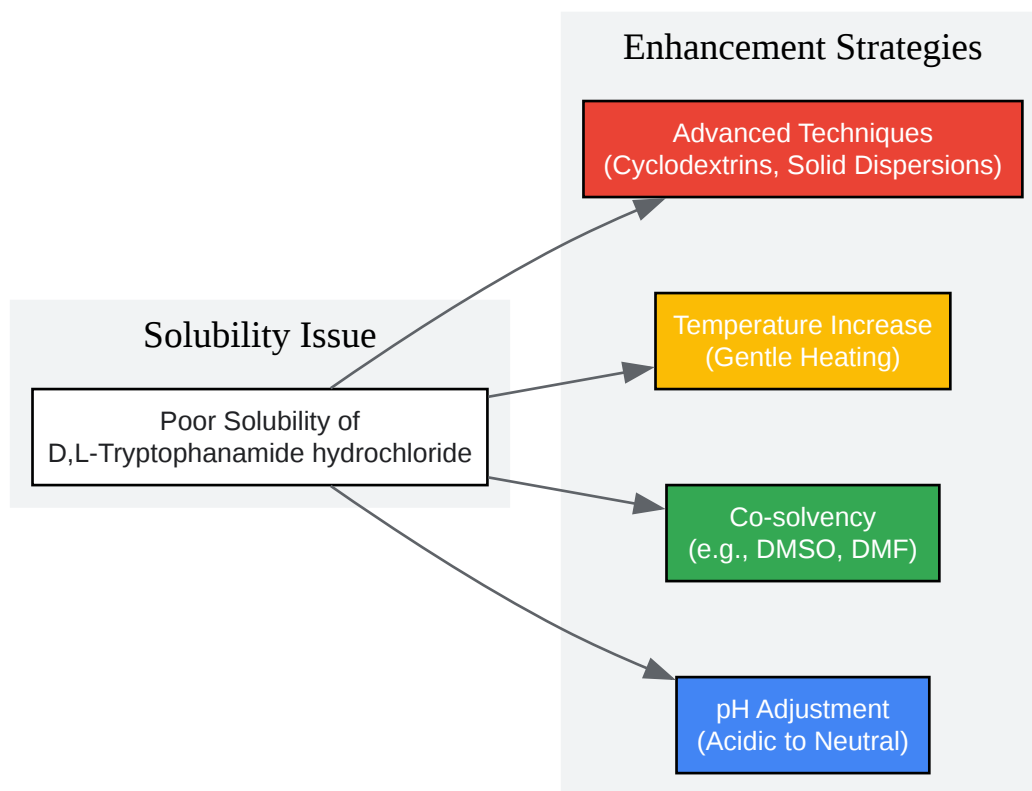 Enhancement Strategies
Advanced Techniques
(Cyclodextrins, Solid Dispersions)
Solubility Issue
Temperature Increase
(Gentle Heating)
Poor Solubility of
D,L-Tryptophanamide hydrochloride
Co-solvency
(e.g., DMSO, DMF)
pH Adjustment
(Acidic to Neutral)